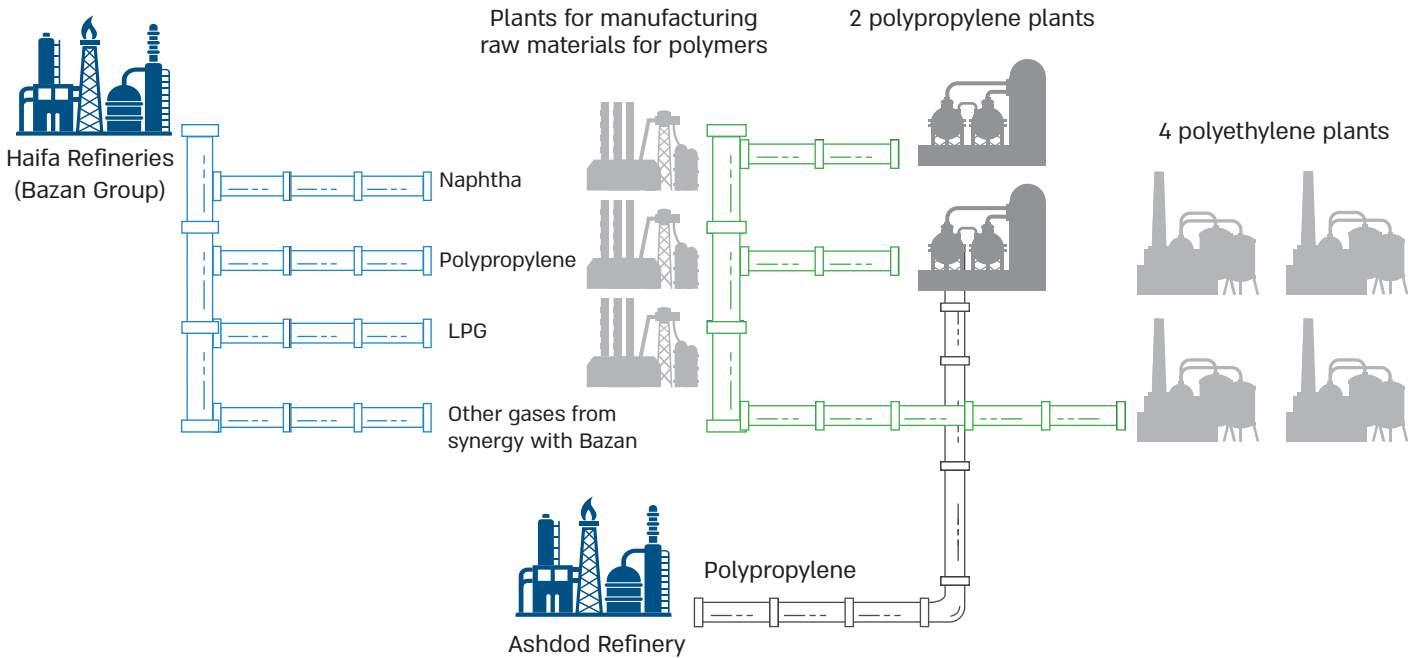 Plants for manufacturing
raw materials for polymers
2 polypropylene plants
4 polyethylene plants
Haifa Refineries
(Bazan Group)
Naphtha
Polypropylene
LPG
Other gases from
synergy with Bazan
Polypropylene
Ashdod Refinery